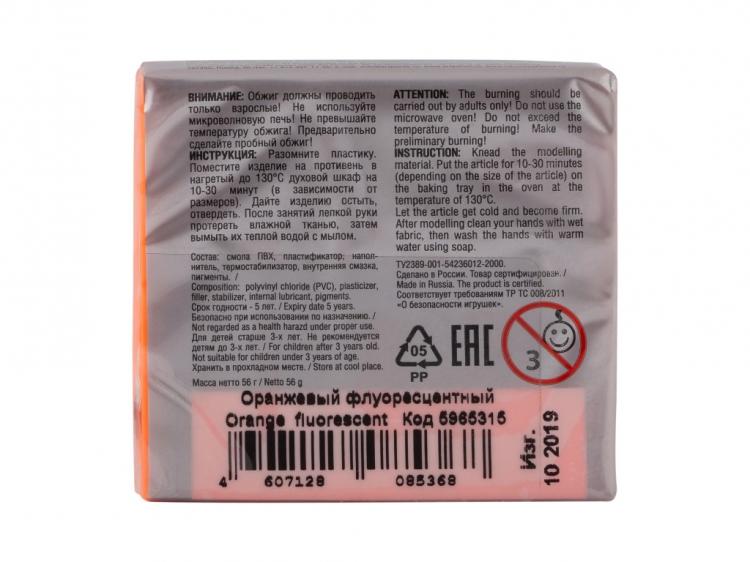 ВНИМАНИЕ: Обжиг должны проводить
только взрослые! Не используйте
микроволновую печь! Не превышайте
температуру обжига! Предварительно
сделайте пробный обжиг!
ИНСТРУКЦИЯ: Разомните пластику.
Поместите изделие на противень в
нагретый до 130°С духовой шкаф на
10-30 минут (в зависимости от
размеров). Дайте изделию остыть,
отвердеть. После занятий лепкой руки
протереть влажной тканью, затем
вымыть их теплой водой с мылом.
ATTENTION: The burning should be
carried out by adults only! Do not use the
microwave oven! Do not exceed the
temperature of burning! Make the
preliminary burning!
INSTRUCTION: Knead the modelling
material. Put the article for 10-30 minutes
(depending on the size of the article) on
on the baking tray in the oven at the
temperature of 130°C.
Let the article get cold and become firm.
After modelling clean your hands with wet
fabric, then wash the hands with warm
water using soap.
Состав: смола ПВХ, пластификатор, напол-
нитель, термостабилизатор, внутренняя смазка,
пигменты. /
Composition: polyvinyl chloride (PVC), plasticizer,
filler, stabilizer, internal lubricant, pigments.
Срок годности - 5 лет. / Expiry date 5 years.
Безопасно при использовании по назначению. /
Not regarded as a health harazd under proper use.
Для детей старше 3-х лет. Не рекомендуется
детям до 3-х лет. / For children after 3 years old.
Not suitable for children under 3 years of age.
Хранить в прохладном месте. / Store at cool place.
Масса нетто 56 г / Netto 56 g
ТУ2389-001-54236012-2000.
Сделано в России. Товар сертифицирован. /
Made in Russia. The product is certified.
Соответствует требованиям ТР ТС 008/2011
«О безопасности игрушек».
05
PP
EAC
3
Оранжевый флуоресцентный
Orange fluorescent Код 5965315
4 607128 085368
Изг.
10 2019